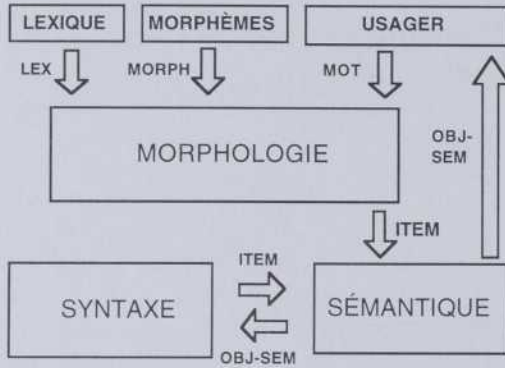 LEXIQUE MORPHÈMES USAGER
LEX MORPH MOT
MORPHOLOGIE
OBJ-
SEM
ITEM
ITEM
SYNTAXE SÉMANTIQUE
OBJ-SEM